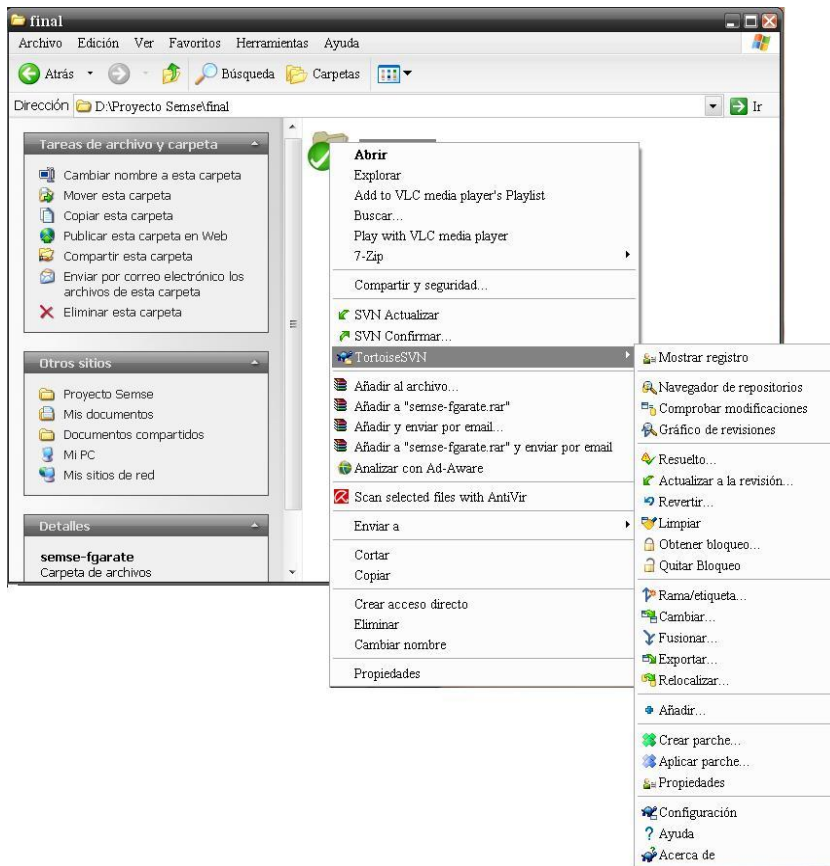 final
Archivo Edición Ver Favoritos Herramientas Ayuda
Atrás Búsqueda Carpetas
Dirección D:\Proyecto Semse\final Ir
Tareas de archivo y carpeta
Cambiar nombre a esta carpeta
Mover esta carpeta
Copiar esta carpeta
Publicar esta carpeta en Web
Compartir esta carpeta
Enviar por correo electrónico los
archivos de esta carpeta
Eliminar esta carpeta
Otros sitios
Proyecto Semse
Mis documentos
Documentos compartidos
Mi PC
Mis sitios de red
Detalles
semse-fgarate
Carpeta de archivos
Abrir
Explorar
Add to VLC media player's Playlist
Buscar...
Play with VLC media player
7-Zip
Compartir y seguridad...
SVN Actualizar
SVN Confirmar...
TortoiseSVN
Añadir al archivo...
Añadir a "semse-fgarate.rar"
Añadir y enviar por email...
Añadir a "semse-fgarate.rar" y enviar por email
Analizar con Ad-Aware
Scan selected files with AntiVir
Enviar a
Cortar
Copiar
Crear acceso directo
Eliminar
Cambiar nombre
Propiedades
Mostrar registro
Navegador de repositorios
Comprobar modificaciones
Gráfico de revisiones
Resuelto...
Actualizar a la revisión...
Revertir...
Limpiar
Obtener bloqueo...
Quitar Bloqueo
Rama/etiqueta...
Cambiar...
Fusionar...
Exportar...
Relocalizar...
Añadir...
Crear parche...
Aplicar parche...
Propiedades
Configuración
Ayuda
Acerca de